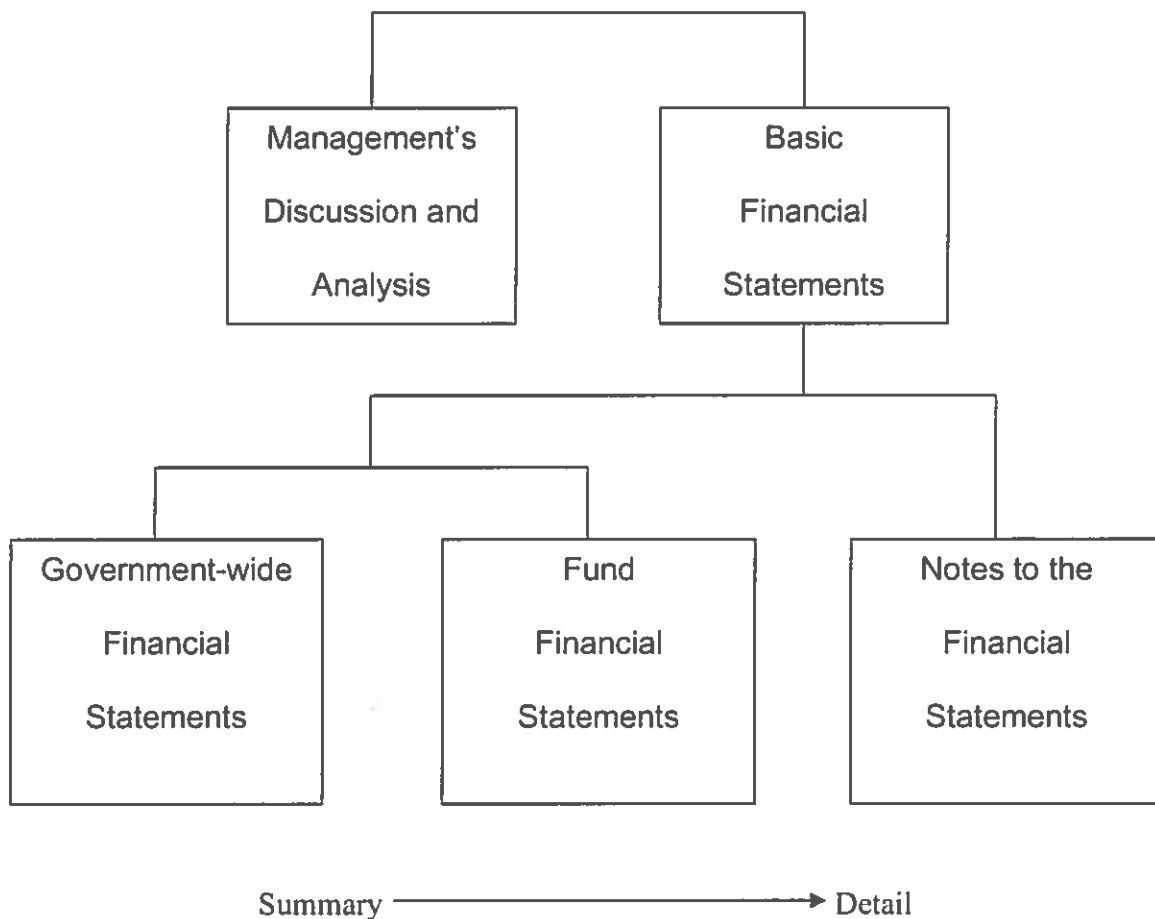 Management's
Discussion and
Analysis
Basic
Financial
Statements
Government-wide
Financial
Statements
Fund
Financial
Statements
Notes to the
Financial
Statements
Summary
Detail